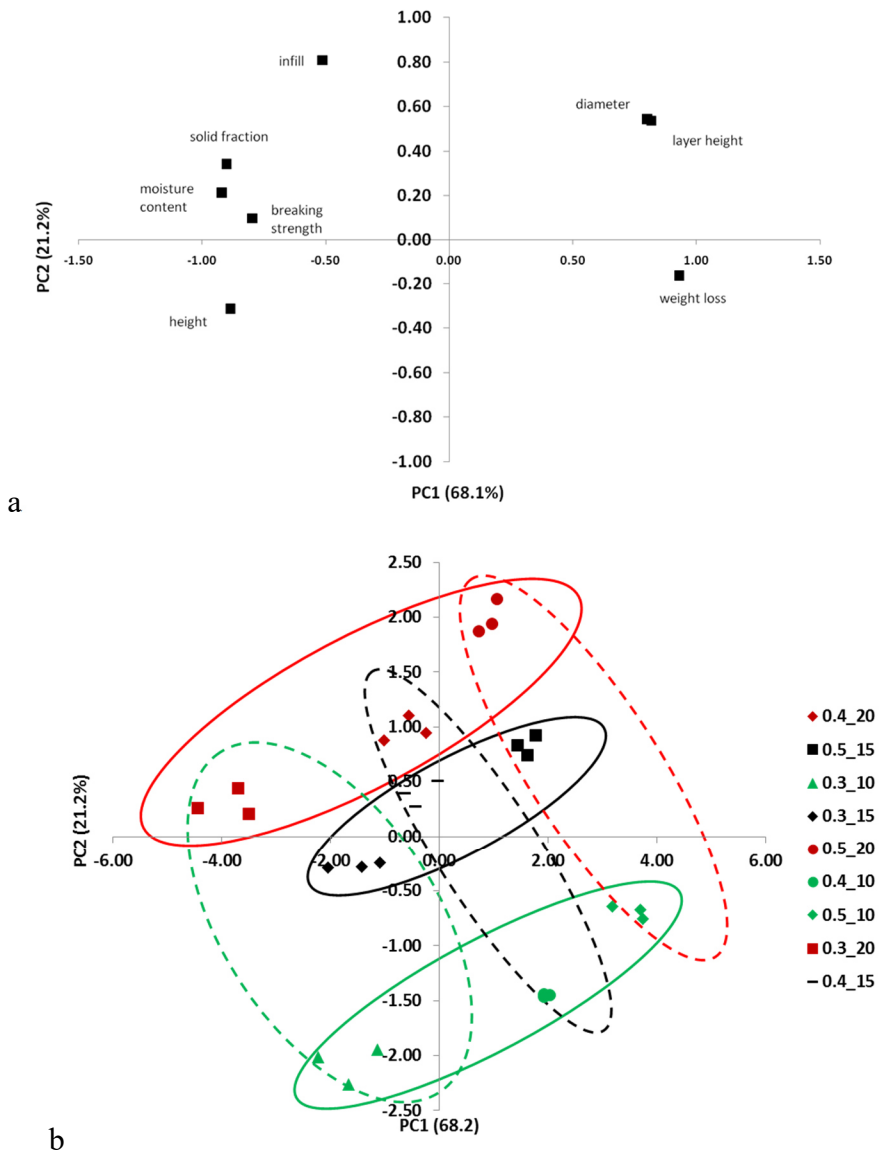 1.00
0.80
infill
0.60
diameter
layer height
0.40
solid fraction
moisture
content
0.20
breaking
strength
0.00
-1.50
-1.00
-0.50
0.00
0.50
1.00
1.50
-0.20
weight loss
height
-0.40
-0.60
-0.80
-1.00
PC2 (21.2%)
PC1 (68.1%)
a
2.50
2.00
1.50
1.00
0.50
0.00
-6.00
-4.00
-2.00
0.00
2.00
4.00
6.00
-0.50
-1.00
-1.50
-2.00
-2.50
PC2 (21.2%)
PC1 (68.2)
0.4_20
0.5_15
0.3_10
0.3_15
0.5_20
0.4_10
0.5_10
0.3_20
0.4_15
b